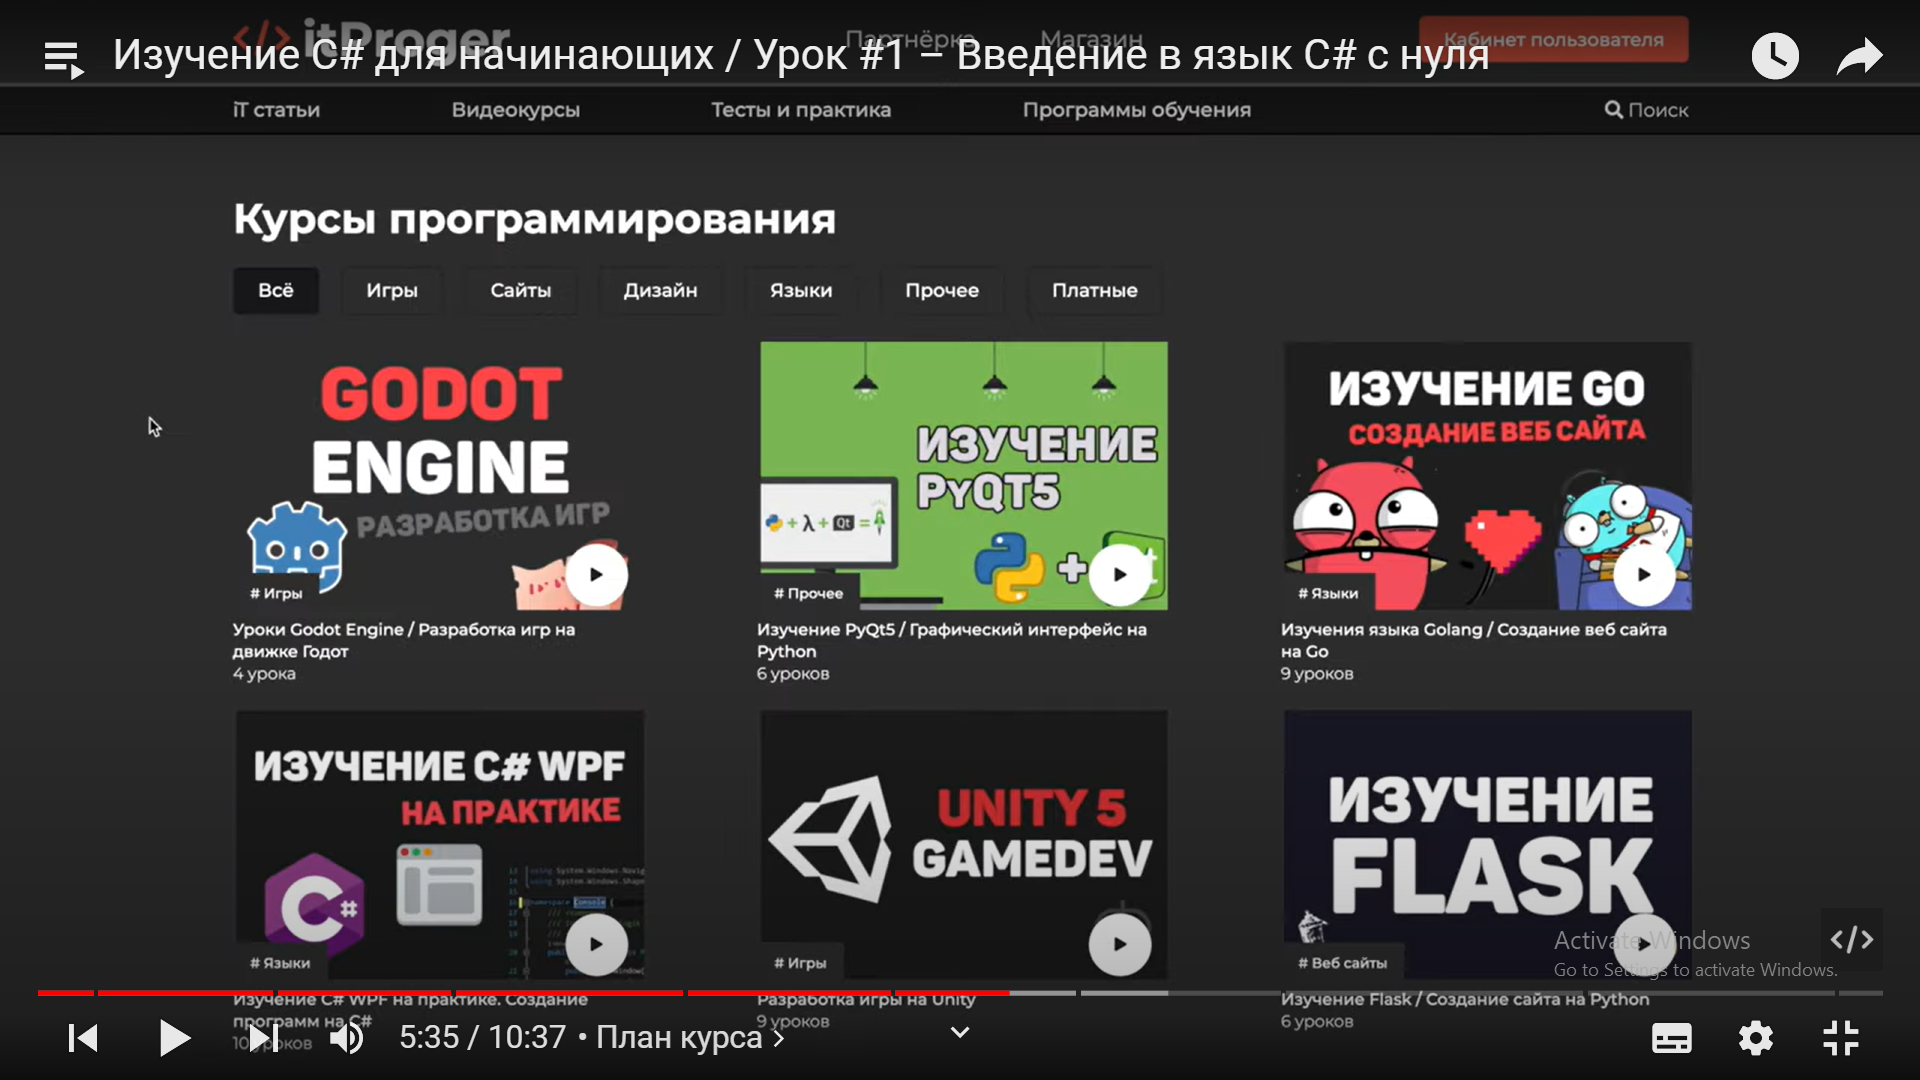 itProger
Партнёрка
Магазин
Кабинет пользователя
Изучение C# для начинающих / Урок #1 – Введение в язык C# с нуля
iT статьи
Видеокурсы
Тесты и практика
Программы обучения
Поиск
Курсы программирования
Всё
Игры
Сайты
Дизайн
Языки
Прочее
Платные
GODOT
ENGINE
РАЗРАБОТКА ИГР
# Игры
Уроки Godot Engine / Разработка игр на
движке Годот
4 урока
ИЗУЧЕНИЕ
PYQT5
+ λ + Qt =
+
# Прочее
Изучение PyQt5 / Графический интерфейс на
Python
6 уроков
ИЗУЧЕНИЕ GO
СОЗДАНИЕ ВЕБ САЙТА
# Языки
Изучения языка Golang / Создание веб сайта
на Go
9 уроков
ИЗУЧЕНИЕ C# WPF
НА ПРАКТИКЕ
C#
# Языки
Изучение C# WPF на практике. Создание
программ на C#
UNITY 5
GAMEDEV
# Игры
Разработка игры на Unity
9 уроков
ИЗУЧЕНИЕ
FLASK
# Веб сайты
Изучение Flask / Создание сайта на Python
6 уроков
Activate Windows
Go to Settings to activate Windows.
5:35 / 10:37 • План курса